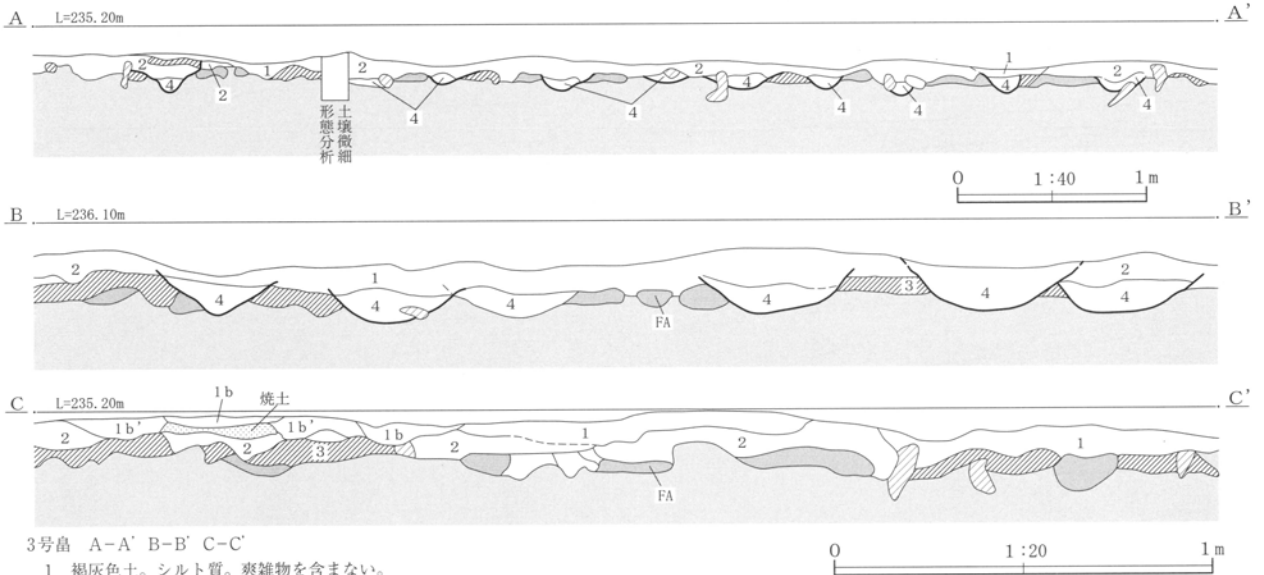 A L=235.20m A'
2 4 2 1 2 4 4 2 4 4 4 1 4 2 4
土壌微細
形態分析
0 1:40 1m
B L=236.10m B'
2 4 1 4 4 FA 4 3 4 2 4
C L=235.20m C'
1b 焼土
2 1b' 2 1b' 3 1b 2 1 FA 2 1
3号畠 A-A' B-B' C-C'
0 1:20 1m
1 褐灰色土。シルト質。爽雑物を含まない。